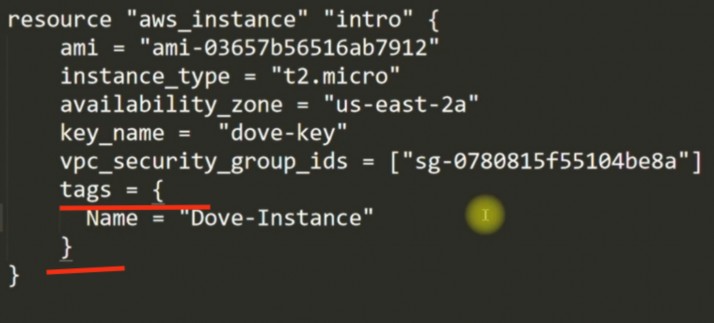 resource "aws_instance" "intro" {
    ami = "ami-03657b56516ab7912"
    instance_type = "t2.micro"
    availability_zone = "us-east-2a"
    key_name =  "dove-key"
    vpc_security_group_ids = ["sg-0780815f55104be8a"]
    tags = {
      Name = "Dove-Instance"
    }
}